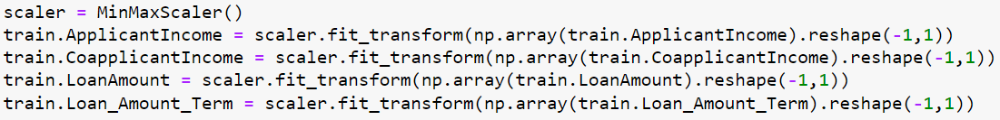 scaler = MinMaxScaler()
train.ApplicantIncome = scaler.fit_transform(np.array(train.ApplicantIncome).reshape(-1,1))
train.CoapplicantIncome = scaler.fit_transform(np.array(train.CoapplicantIncome).reshape(-1,1))
train.LoanAmount = scaler.fit_transform(np.array(train.LoanAmount).reshape(-1,1))
train.Loan_Amount_Term = scaler.fit_transform(np.array(train.Loan_Amount_Term).reshape(-1,1))